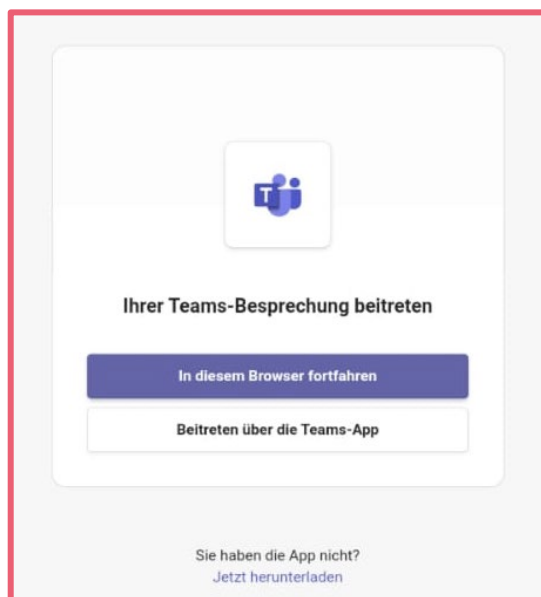 T
Ihrer Teams-Besprechung beitreten
In diesem Browser fortfahren
Beitreten über die Teams-App
Sie haben die App nicht?
Jetzt herunterladen